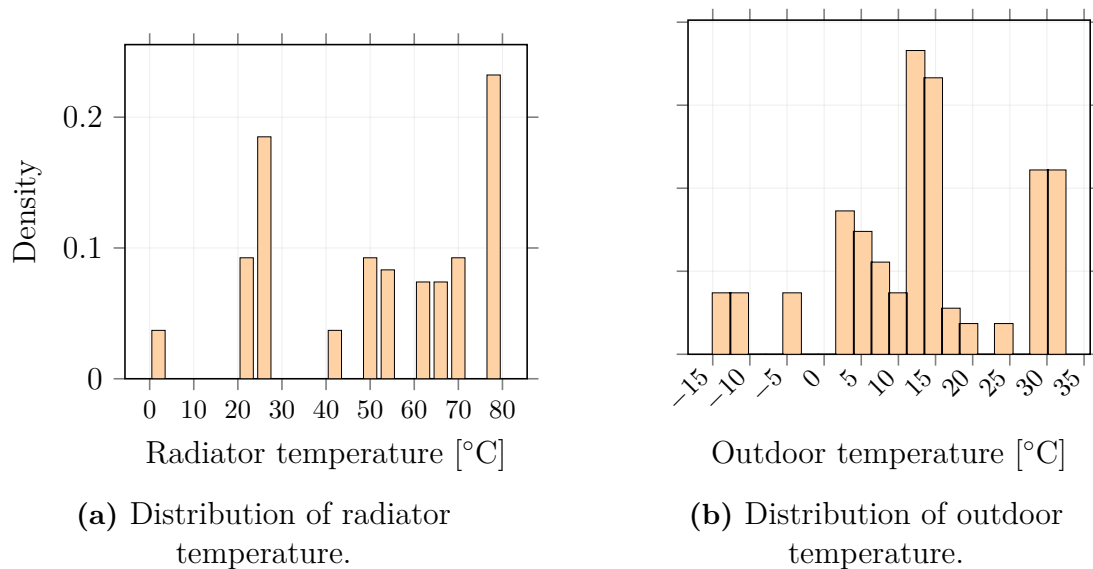 0.2
0.1
0
Density
0 10 20 30 40 50 60 70 80
Radiator temperature [°C]
(a) Distribution of radiator
temperature.
−15 −10 −5 0 5 10 15 20 25 30 35
Outdoor temperature [°C]
(b) Distribution of outdoor
temperature.